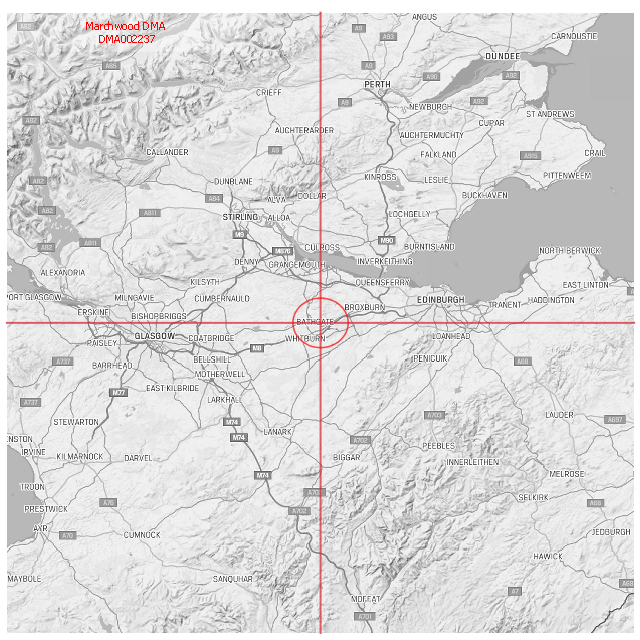 Marchwood DMA
DMA002237
A82
ANGUS
CARNOUSTIE
A9
A93
DUNDEE
A85
A9
A90
A92
PERTH
CRIEFF
A9
NEWBURGH
A92
ST ANDREWS
A82
CUPAR
AUCHTERARDER
AUCHTERMUCHTY
CALLANDER
A9
FALKLAND
A915
CRAIL
KINROSS
LESLIE
PITTENWEEM
A82
DUNBLANE
DOLLAR
BUCKHAVEN
A84
ALVA
A82
A811
STIRLING
ALLOA
LOCHGELLY
M9
M90
A82
A811
CULROSS
BURNTISLAND
NORTH BERWICK
M876
DENNY
GRANGEMOUTH
INVERKEITHING
ALEXANDRIA
KILSYTH
QUEENSFERRY
EAST LINTON
PORT GLASGOW
MILNGAVIE
CUMBERNAULD
EDINBURGH
HADDINGTON
BROXBURN
TRANENT
ERSKINE
BISHOPBRIGGS
BATHGATE
GLASGOW
COATBRIDGE
WHITBURN
LOANHEAD
PAISLEY
M8
A737
BELLSHILL
PENICUIK
A68
BARRHEAD
MOTHERWELL
EAST KILBRIDE
M77
A737
LARKHALL
STEWARTON
M74
A703
LAUDER
A697
LANARK
M74
A702
ENSTON
IRVINE
PEEBLES
KILMARNOCK
DARVEL
BIGGAR
INNERLEITHEN
M74
MELROSE
TROON
A702
SELKIRK
A76
A68
PRESTWICK
A702
AYR
A70
CUMNOCK
JEDBURGH
HAWICK
MAYBOLE
SANQUHAR
A68
A7
MOFFAT
A701